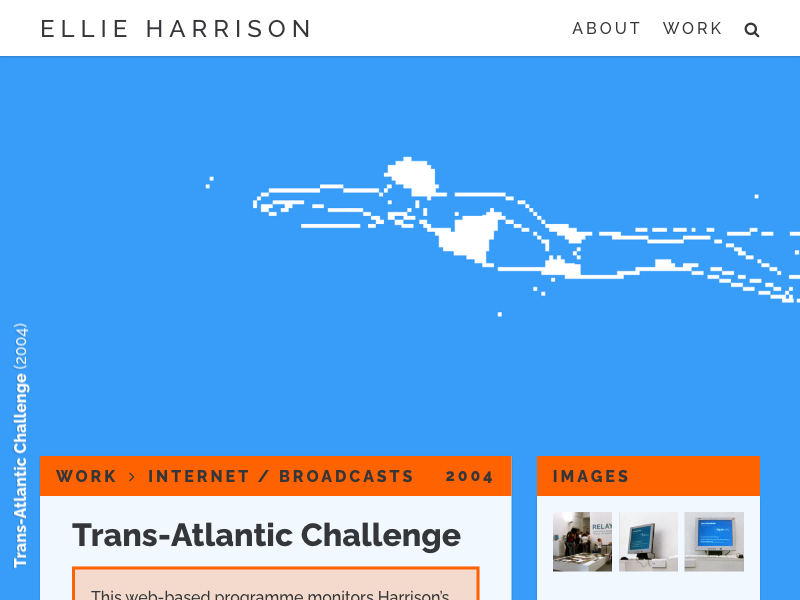 ELLIE HARRISON
ABOUT WORK
Trans-Atlantic Challenge (2004)
WORK > INTERNET / BROADCASTS 2004
IMAGES
Trans-Atlantic Challenge
RELAY
This web-based programme monitors Harrison's